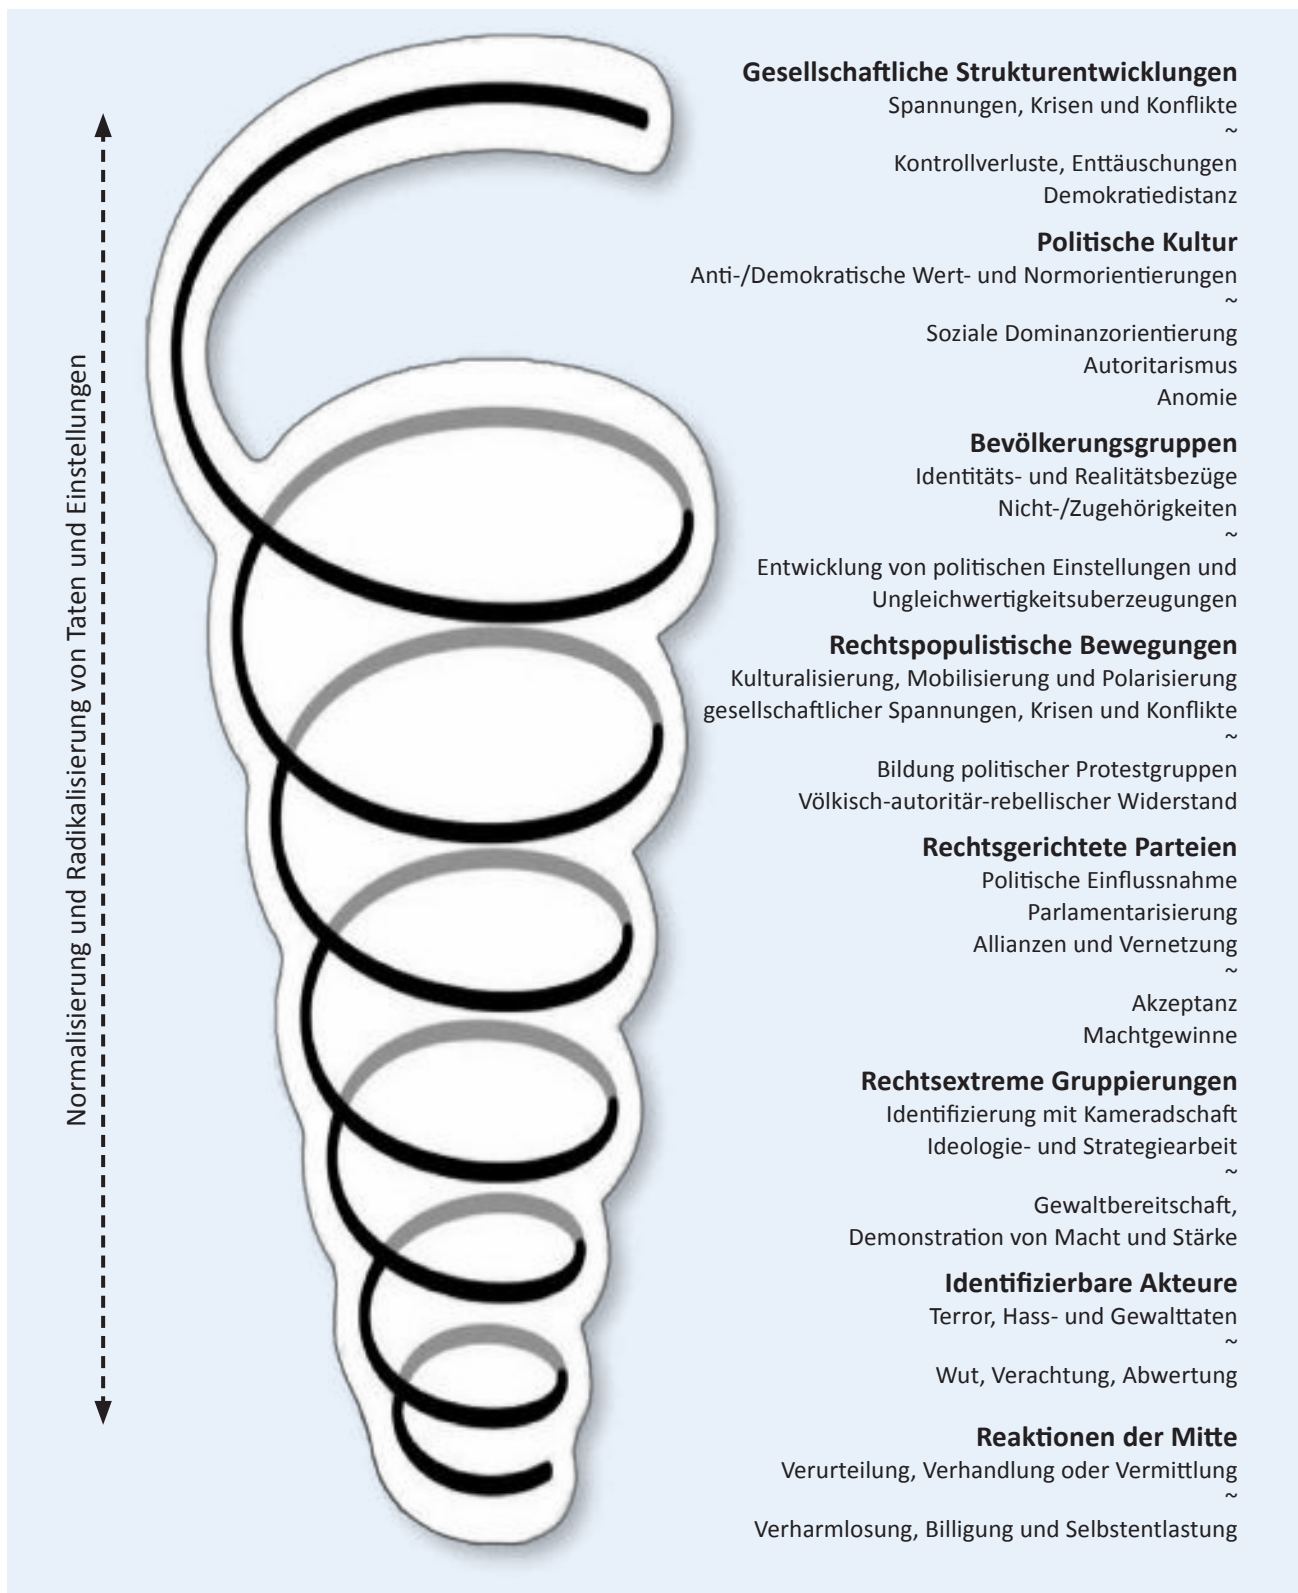 Gesellschaftliche Strukturentwicklungen
Spannungen, Krisen und Konflikte
~
Kontrollverluste, Enttäuschungen
Demokratiedistanz
Politische Kultur
Anti-/Demokratische Wert- und Normorientierungen
~
Soziale Dominanzorientierung
Autoritarismus
Anomie
Bevölkerungsgruppen
Identitäts- und Realitätsbezüge
Nicht-/Zugehörigkeiten
~
Entwicklung von politischen Einstellungen und
Ungleichwertigkeitsuberzeugungen
Rechtspopulistische Bewegungen
Kulturalisierung, Mobilisierung und Polarisierung
gesellschaftlicher Spannungen, Krisen und Konflikte
~
Bildung politischer Protestgruppen
Völkisch-autoritär-rebellischer Widerstand
Rechtsgerichtete Parteien
Politische Einflussnahme
Parlamentarisierung
Allianzen und Vernetzung
~
Akzeptanz
Machtgewinne
Rechtsextreme Gruppierungen
Identifizierung mit Kameradschaft
Ideologie- und Strategiearbeit
~
Gewaltbereitschaft,
Demonstration von Macht und Stärke
Identifizierbare Akteure
Terror, Hass- und Gewalttaten
~
Wut, Verachtung, Abwertung
Reaktionen der Mitte
Verurteilung, Verhandlung oder Vermittlung
~
Verharmlosung, Billigung und Selbstentlastung
Normalisierung und Radikalisierung von Taten und Einstellungen